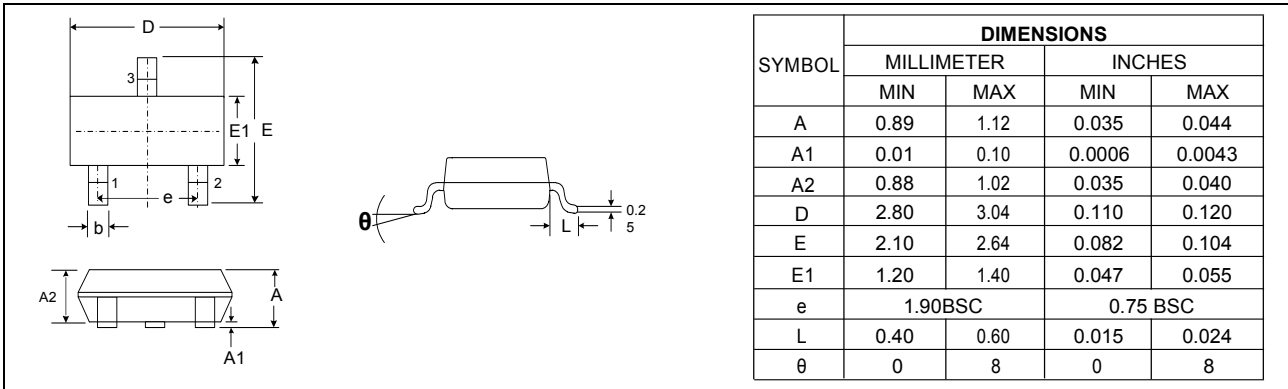 D
3
E1
E
1
2
e
b
A2
A
A1
θ
L
0.2
5
DIMENSIONS
SYMBOL MILLIMETER INCHES
MIN MAX MIN MAX
A 0.89 1.12 0.035 0.044
A1 0.01 0.10 0.0006 0.0043
A2 0.88 1.02 0.035 0.040
D 2.80 3.04 0.110 0.120
E 2.10 2.64 0.082 0.104
E1 1.20 1.40 0.047 0.055
e 1.90BSC 0.75 BSC
L 0.40 0.60 0.015 0.024
θ 0 8 0 8